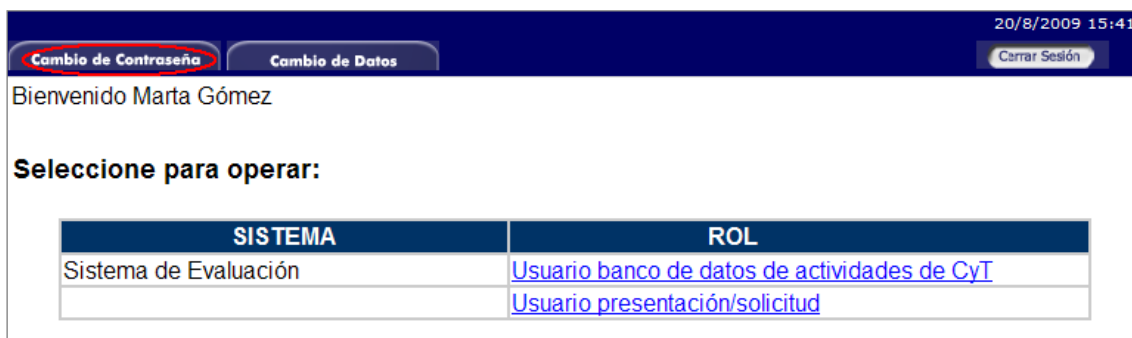 20/8/2009 15:41
Cambio de Contraseña Cambio de Datos Cerrar Sesión
Bienvenido Marta Gómez
Seleccione para operar:
SISTEMA ROL
Sistema de Evaluación Usuario banco de datos de actividades de CyT
Usuario presentación/solicitud